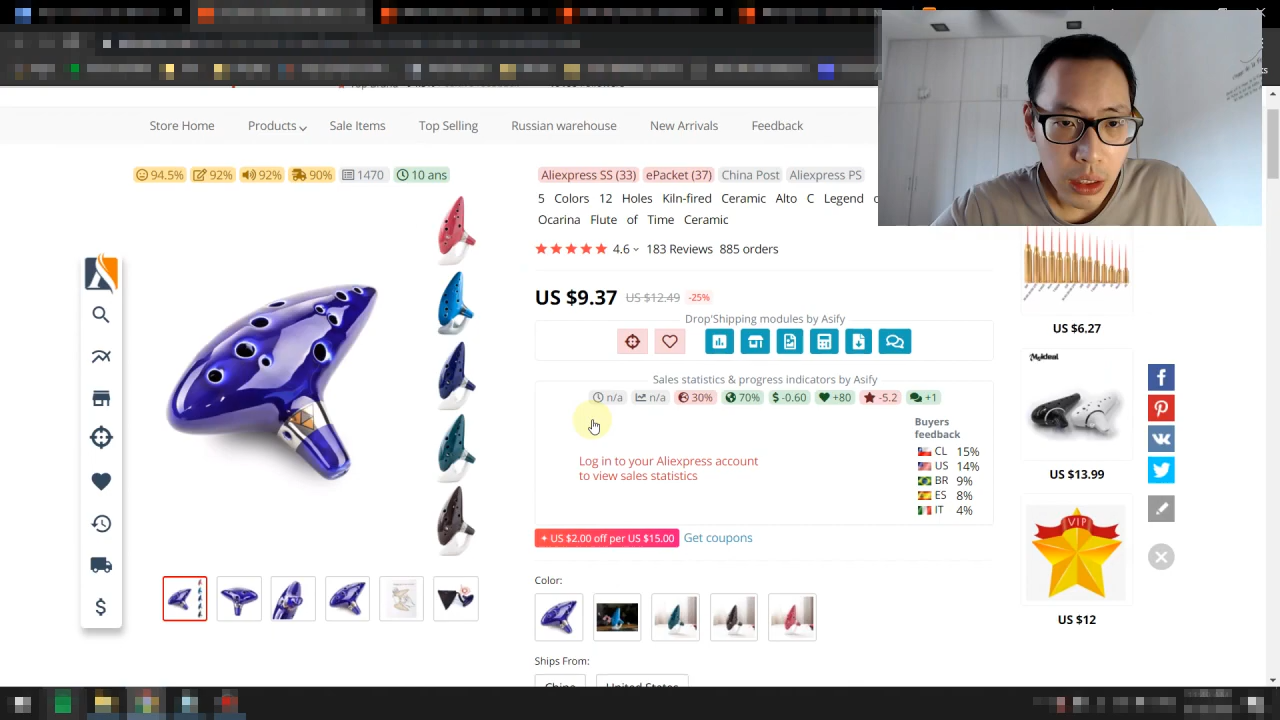 Store Home Products Sale Items Top Selling Russian warehouse New Arrivals Feedback
94.5% 92% 92% 90% 1470 10 ans
Aliexpress SS (33) ePacket (37) China Post Aliexpress PS
5 Colors 12 Holes Kiln-fired Ceramic Alto C Legend
Ocarina Flute of Time Ceramic
4.6 183 Reviews 885 orders
US $9.37 US $12.49 -25%
Drop'Shipping modules by Asify
Sales statistics & progress indicators by Asify
n/a n/a 30% 70% $ -0.60 +80 -5.2 +1
Log in to your Aliexpress account
to view sales statistics
Buyers
feedback
CL 15%
US 14%
BR 9%
ES 8%
IT 4%
+ US $2.00 off per US $15.00 Get coupons
Color:
Ships From:
China United States
US $6.27
US $13.99
VIP
US $12